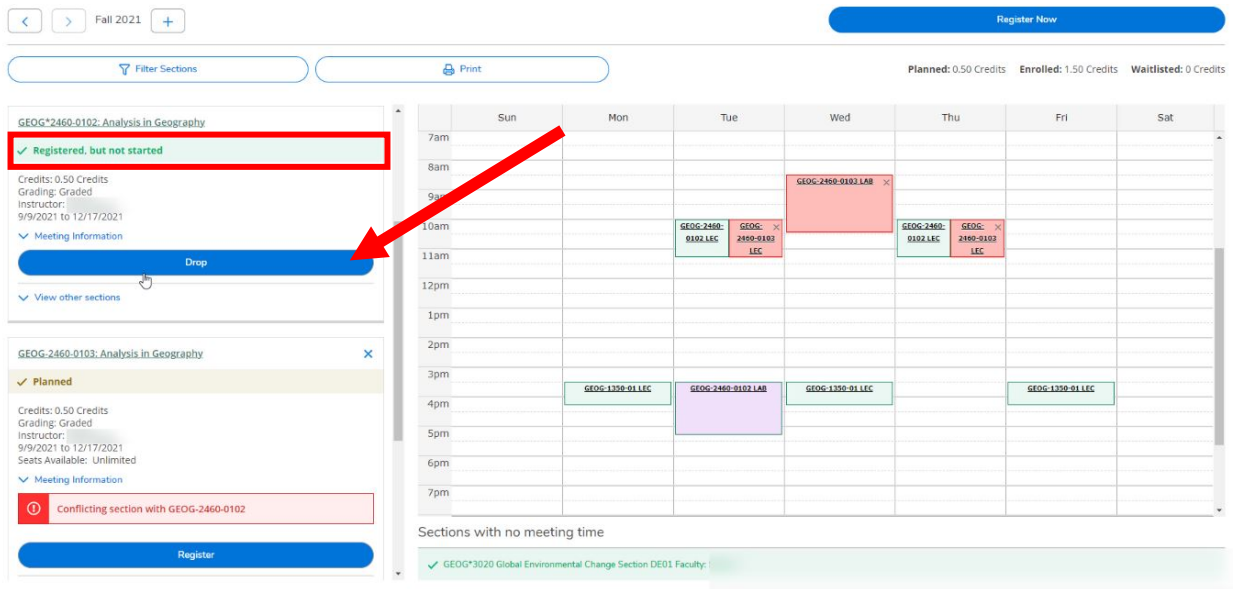 Fall 2021
Register Now
Filter Sections
Print
Planned: 0.50 Credits Enrolled: 1.50 Credits Waitlisted: 0 Credits
GEOG*2460-0102: Analysis in Geography
Registered, but not started
Credits: 0.50 Credits
Grading: Graded
Instructor:
9/9/2021 to 12/17/2021
Meeting Information
Drop
View other sections
GEOG-2460-0103: Analysis in Geography
Planned
Credits: 0.50 Credits
Grading: Graded
Instructor:
9/9/2021 to 12/17/2021
Seats Available: Unlimited
Meeting Information
Conflicting section with GEOG-2460-0102
Register
Sun Mon Tue Wed Thu Fri Sat
7am
8am
GEOG-2460-0103 LAB
9am
10am
GEOG-2460-
0102 LEC
GEOG-
2460-0103
LEC
GEOG-2460-
0102 LEC
GEOG-
2460-0103
LEC
11am
12pm
1pm
2pm
3pm
GEOG-1350-01 LEC GEOG-2460-0102 LAB GEOG-1350-01 LEC GEOG-1350-01 LEC
4pm
5pm
6pm
7pm
Sections with no meeting time
GEOG*3020 Global Environmental Change Section DE01 Faculty: